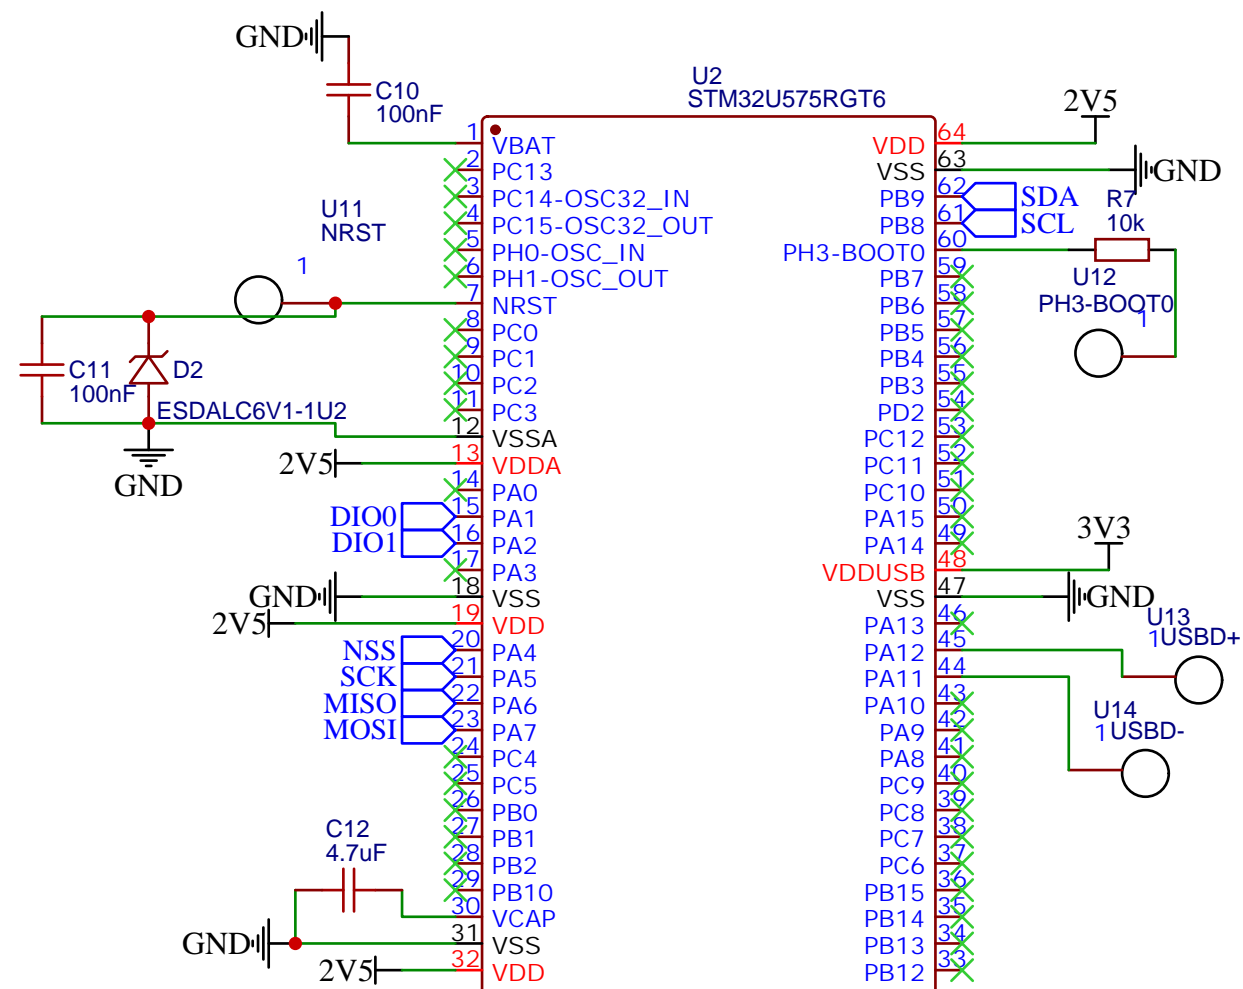 GND
C10
100nF
U2
STM32U575RGT6
2V5
1
VBAT
64
VDD
2
PC13
63
VSS
GND
3
PC14-OSC32_IN
62
PB9
SDA
R7
10k
4
PC15-OSC32_OUT
61
PB8
SCL
U11
NRST
5
PH0-OSC_IN
60
PH3-BOOT0
1
6
PH1-OSC_OUT
59
PB7
U12
PH3-BOOT0
1
7
NRST
58
PB6
8
PC0
57
PB5
9
PC1
56
PB4
C11
100nF
D2
ESDALC6V1-1U2
10
PC2
55
PB3
11
PC3
54
PD2
12
VSSA
53
PC12
GND
2V5
13
VDDA
52
PC11
14
PA0
51
PC10
DIO0
15
PA1
50
PA15
DIO1
16
PA2
49
PA14
3V3
17
PA3
48
VDDUSB
GND
18
VSS
47
VSS
GND
2V5
19
VDD
46
PA13
U13
1
USBD+
NSS
20
PA4
45
PA12
SCK
21
PA5
44
PA11
MISO
22
PA6
43
PA10
U14
1
USBD-
MOSI
23
PA7
42
PA9
24
PC4
41
PA8
25
PC5
40
PC9
26
PB0
39
PC8
C12
4.7uF
27
PB1
38
PC7
28
PB2
37
PC6
29
PB10
36
PB15
30
VCAP
35
PB14
GND
31
VSS
34
PB13
2V5
32
VDD
33
PB12